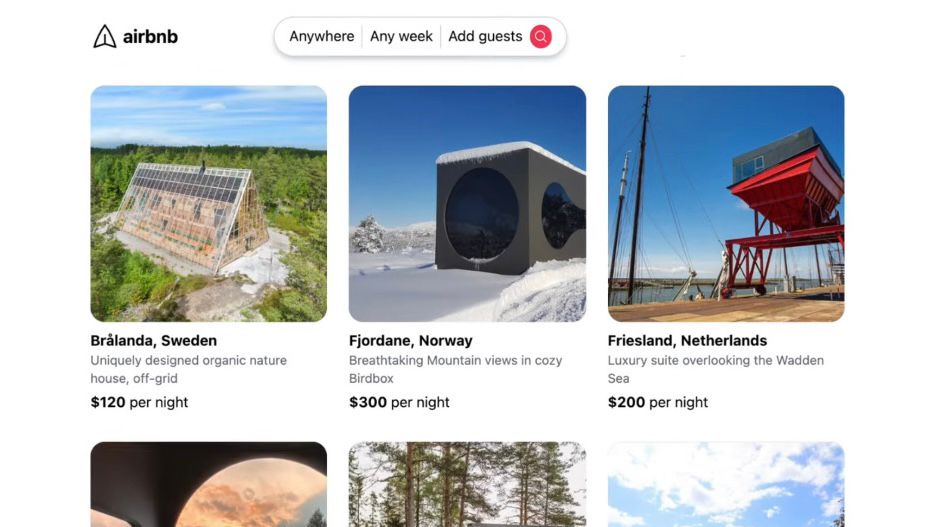 airbnb
Anywhere
Any week
Add guests
Brålanda, Sweden
Uniquely designed organic nature
house, off-grid
$120 per night
Fjordane, Norway
Breathtaking Mountain views in cozy
Birdbox
$300 per night
Friesland, Netherlands
Luxury suite overlooking the Wadden
Sea
$200 per night